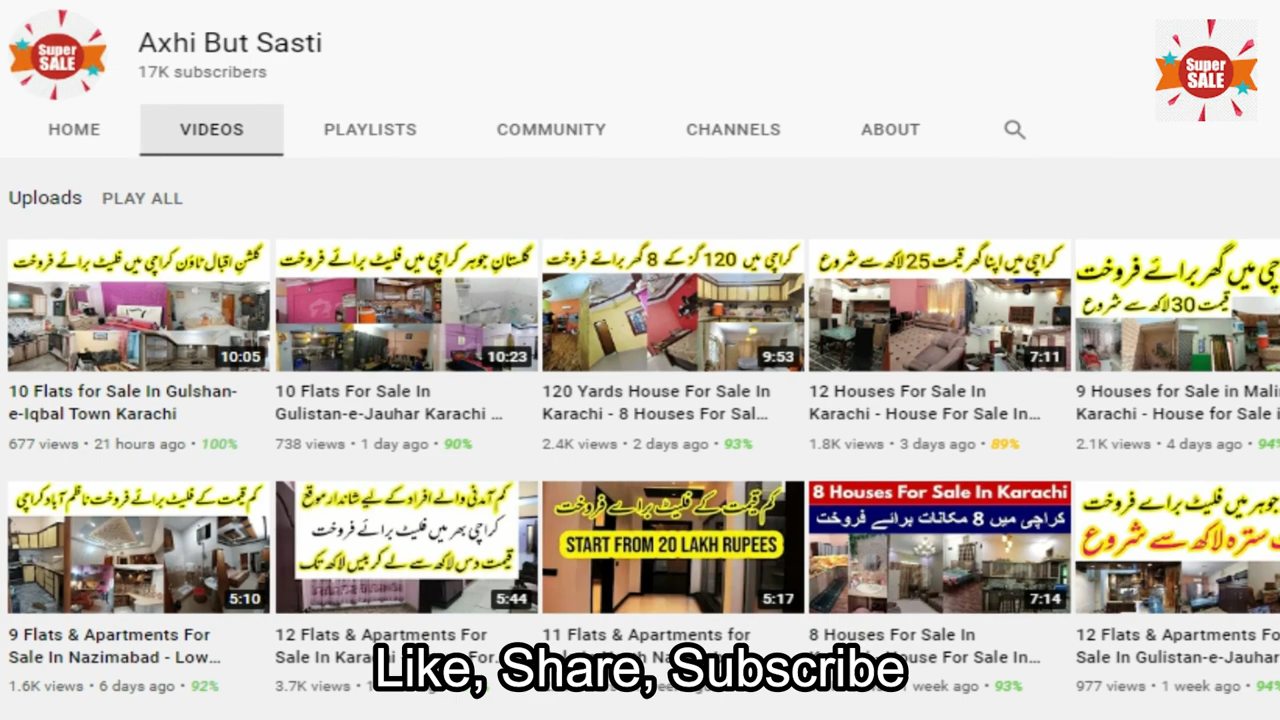 Super
SALE
Axhi But Sasti
17K subscribers
Super
SALE
HOME
VIDEOS
PLAYLISTS
COMMUNITY
CHANNELS
ABOUT
Uploads
PLAY ALL
گلشنِ اقبال ٹاؤن کراچی میں فلیٹ برائے فروخت
10:05
10 Flats for Sale In Gulshan-
e-Iqbal Town Karachi
677 views • 21 hours ago • 100%
گلستانِ جوہر کراچی میں فلیٹ برائے فروخت
10:23
10 Flats For Sale In
Gulistan-e-Jauhar Karachi ...
738 views • 1 day ago • 90%
کراچی میں 120 گز کے 8 گھر برائے فروخت
9:53
120 Yards House For Sale In
Karachi - 8 Houses For Sal...
2.4K views • 2 days ago • 93%
کراچی میں اپنا گھر قیمت 25 لاکھ سے شروع
7:11
12 Houses For Sale In
Karachi - House For Sale In...
1.8K views • 3 days ago • 89%
میں گھر برائے فروخت
قیمت 30 لاکھ سے شروع
9 Houses for Sale in Mali
Karachi - House for Sale i
2.1K views • 4 days ago • 94%
کم قیمت کے فلیٹ برائے فروخت ناظم آباد کراچی
5:10
9 Flats & Apartments For
Sale In Nazimabad - Low...
1.6K views • 6 days ago • 92%
کم آمدنی والے افراد کے لیے شاندار موقع
کراچی بھر میں فلیٹ برائے فروخت
قیمت دس لاکھ سے لے کر بیس لاکھ تک
5:44
12 Flats & Apartments For
Sale In
3.7K views
کم قیمت کے فلیٹ براے فروخت
START FROM 20 LAKH RUPEES
5:17
11 Flats & Apartments for
8 Houses For Sale In Karachi
کراچی میں 8 مکانات برائے فروخت
7:14
8 Houses For Sale In
House For Sale In...
1 week ago • 93%
جوہر میں فلیٹ براے فروخت
سترہ لاکھ سے شروع
12 Flats & Apartments Fo
Sale In Gulistan-e-Jauhar
977 views • 1 week ago • 94%
Like, Share, Subscribe